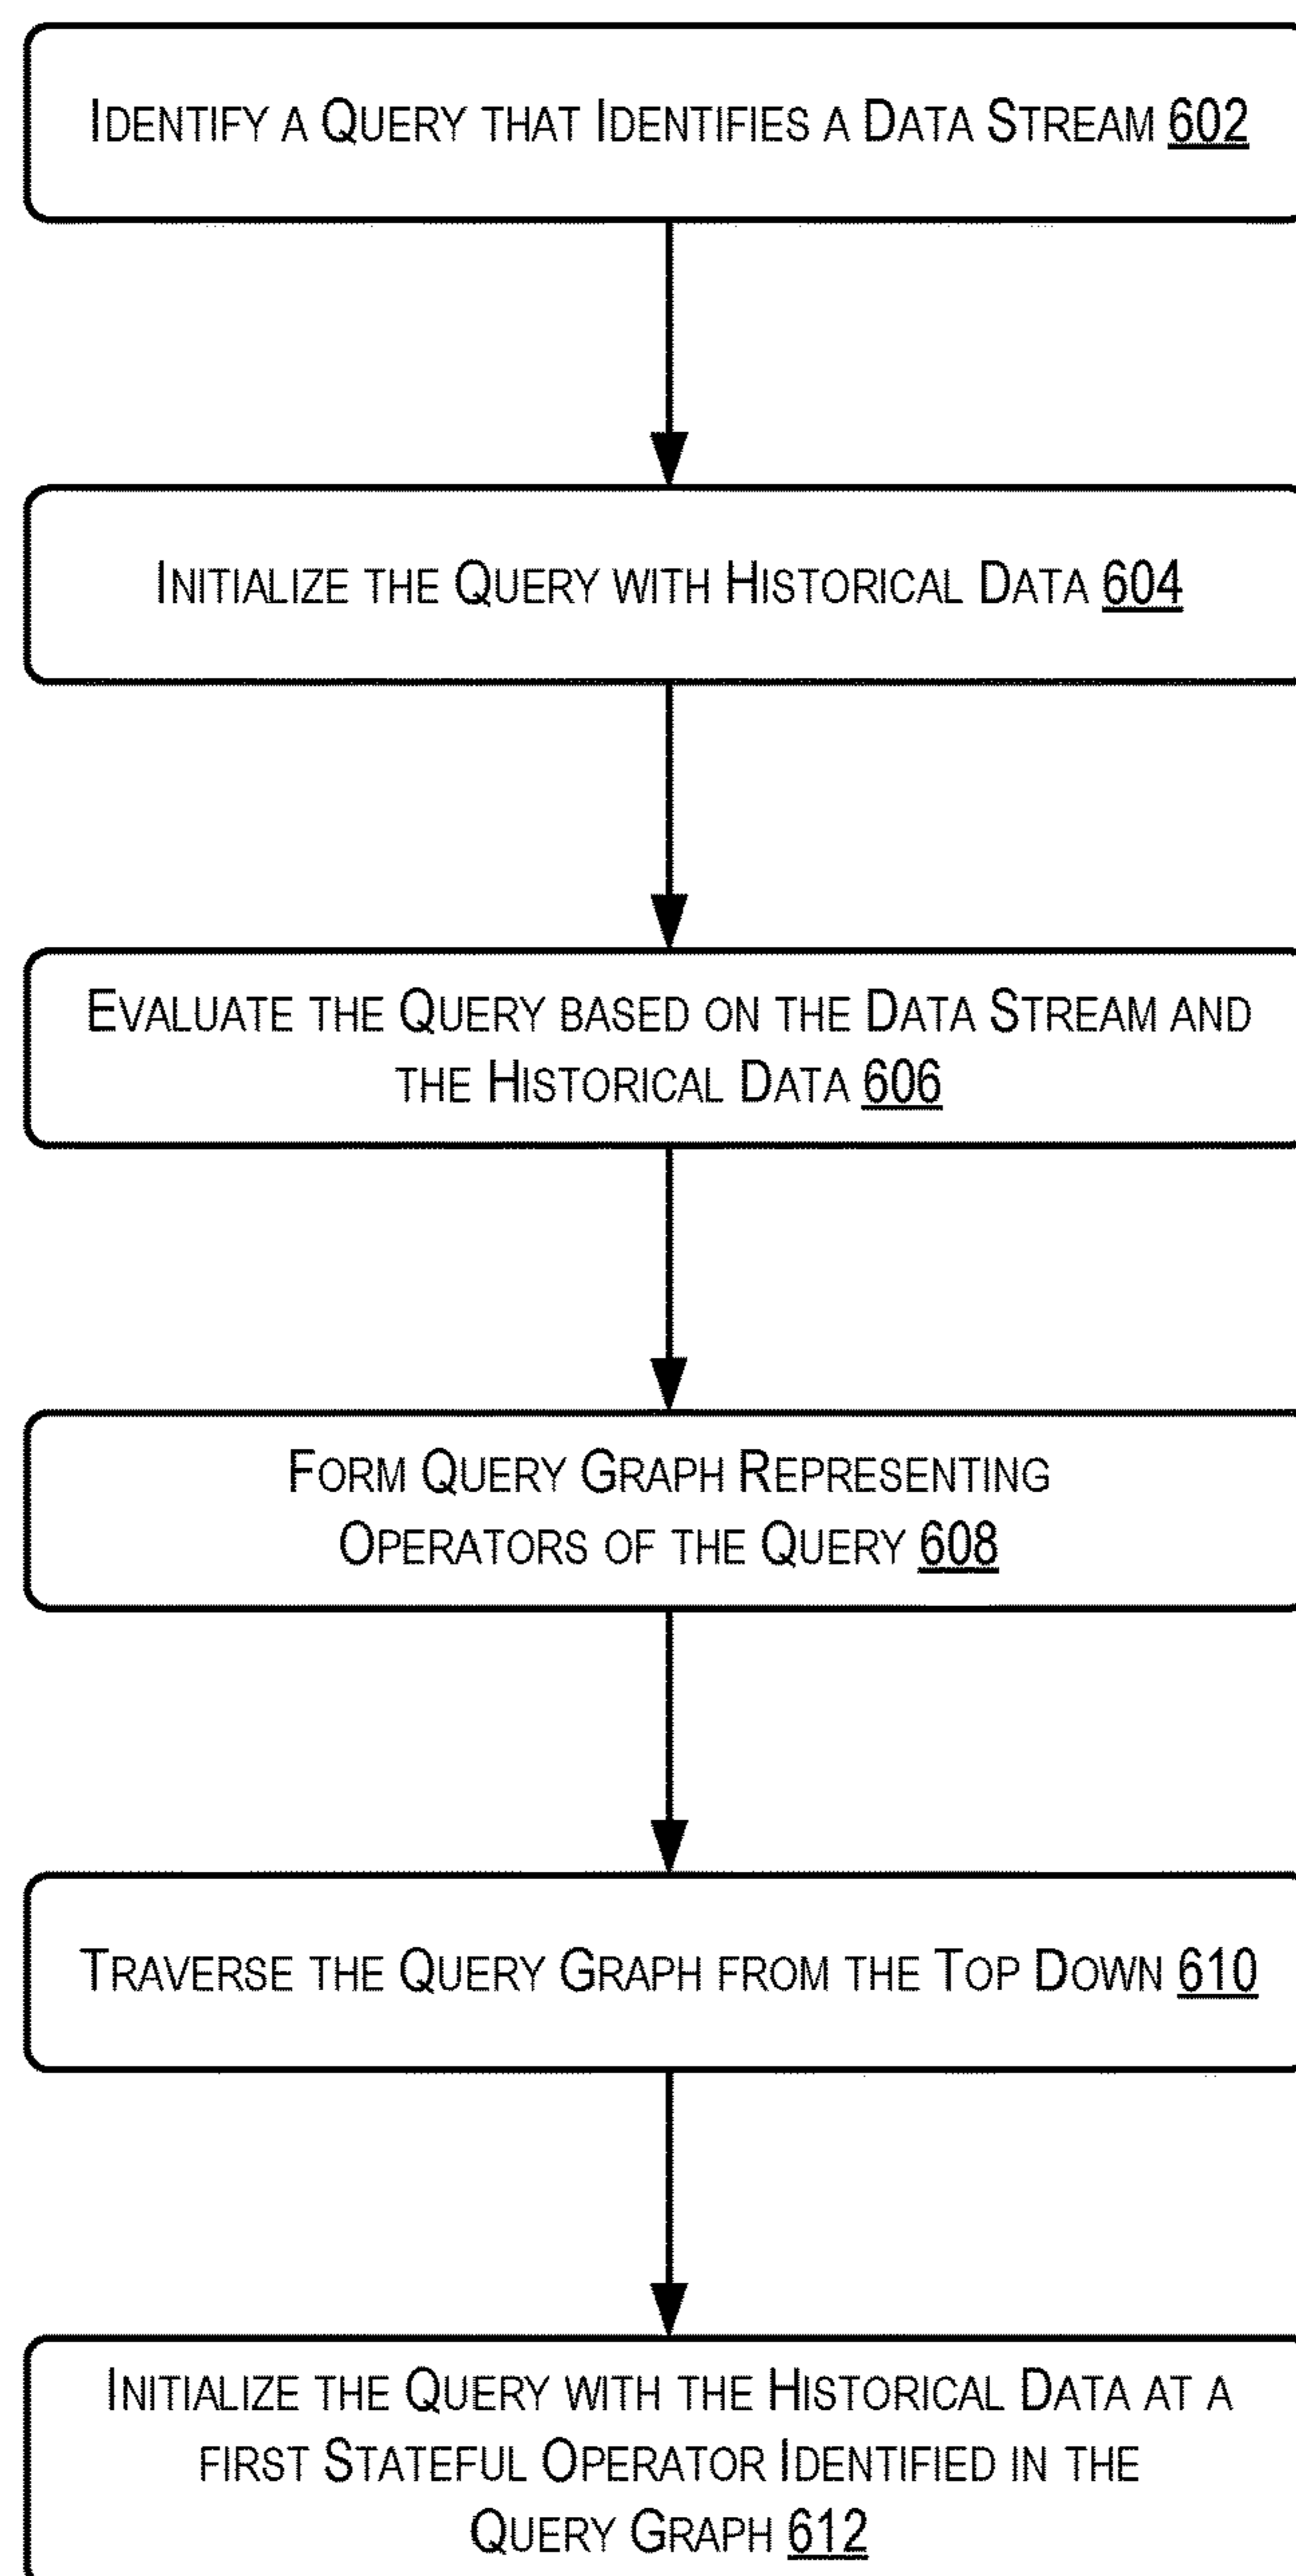 IDENTIFY A QUERY THAT IDENTIFIES A DATA STREAM 602
INITIALIZE THE QUERY WITH HISTORICAL DATA 604
EVALUATE THE QUERY BASED ON THE DATA STREAM AND
THE HISTORICAL DATA 606
FORM QUERY GRAPH REPRESENTING
OPERATORS OF THE QUERY 608
TRAVERSE THE QUERY GRAPH FROM THE TOP DOWN 610
INITIALIZE THE QUERY WITH THE HISTORICAL DATA AT A
FIRST STATEFUL OPERATOR IDENTIFIED IN THE
QUERY GRAPH 612